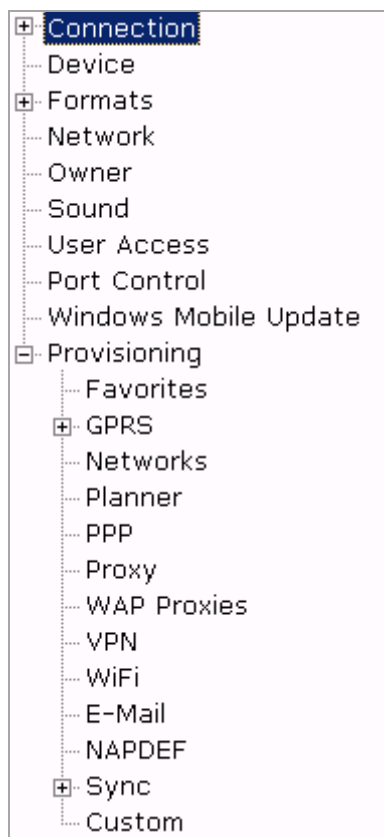 Connection
Device
Formats
Network
Owner
Sound
User Access
Port Control
Windows Mobile Update
Provisioning
Favorites
GPRS
Networks
Planner
PPP
Proxy
WAP Proxies
VPN
WiFi
E-Mail
NAPDEF
Sync
Custom